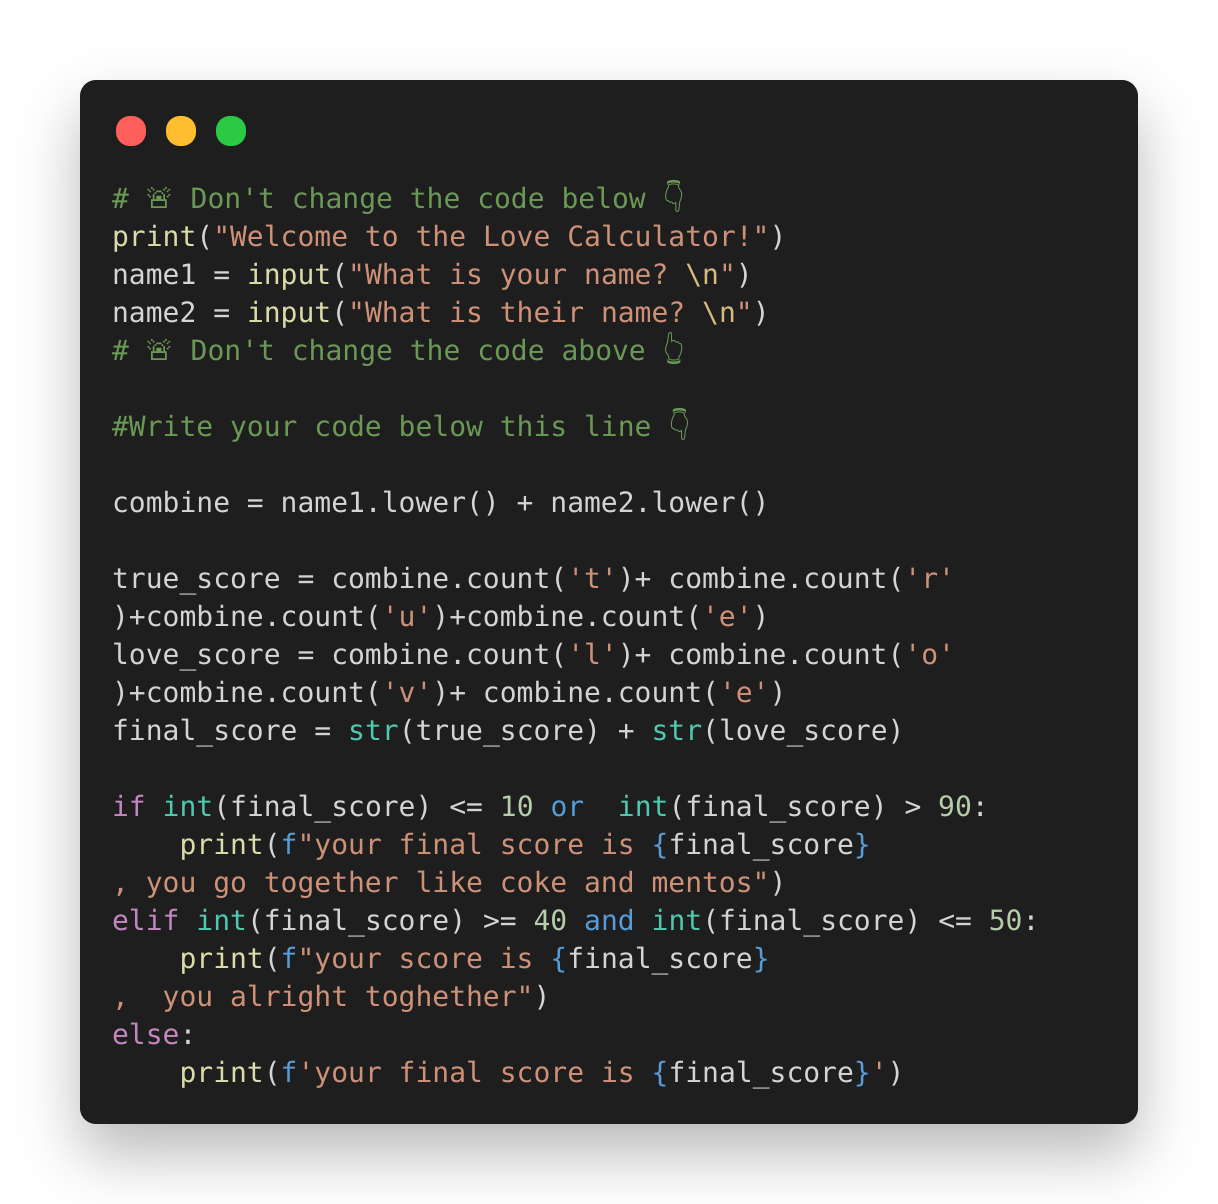 # 🚨 Don't change the code below 👇
print("Welcome to the Love Calculator!")
name1 = input("What is your name? \n")
name2 = input("What is their name? \n")
# 🚨 Don't change the code above 👆

#Write your code below this line 👇

combine = name1.lower() + name2.lower()

true_score = combine.count('t')+ combine.count('r'
)+combine.count('u')+combine.count('e')
love_score = combine.count('l')+ combine.count('o'
)+combine.count('v')+ combine.count('e')
final_score = str(true_score) + str(love_score)

if int(final_score) <= 10 or  int(final_score) > 90:
    print(f"your final score is {final_score}
, you go together like coke and mentos")
elif int(final_score) >= 40 and int(final_score) <= 50:
    print(f"your score is {final_score}
,  you alright toghether")
else:
    print(f'your final score is {final_score}')